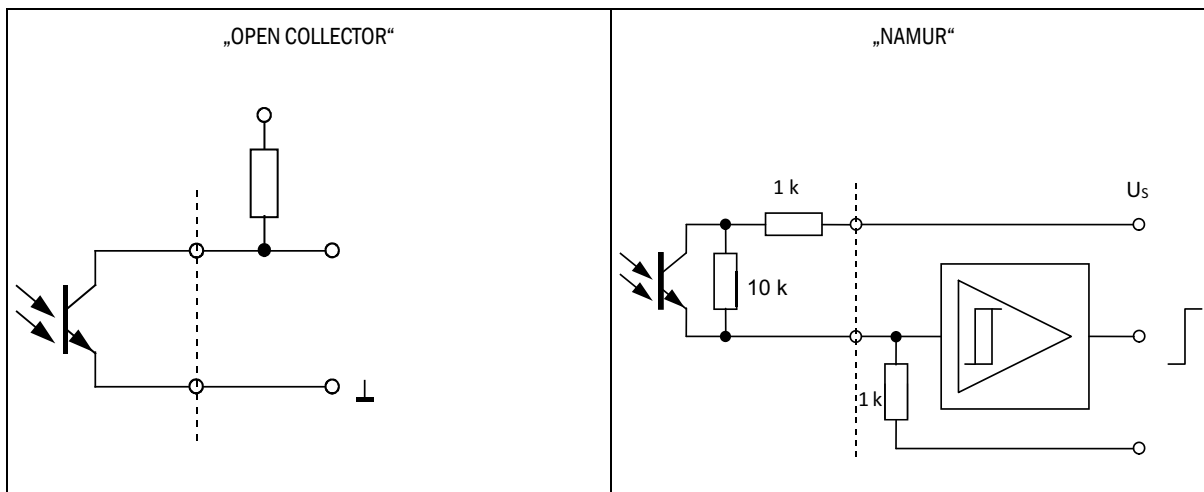 „OPEN COLLECTOR“
„NAMUR“
1 k
Us
10 k
1 k